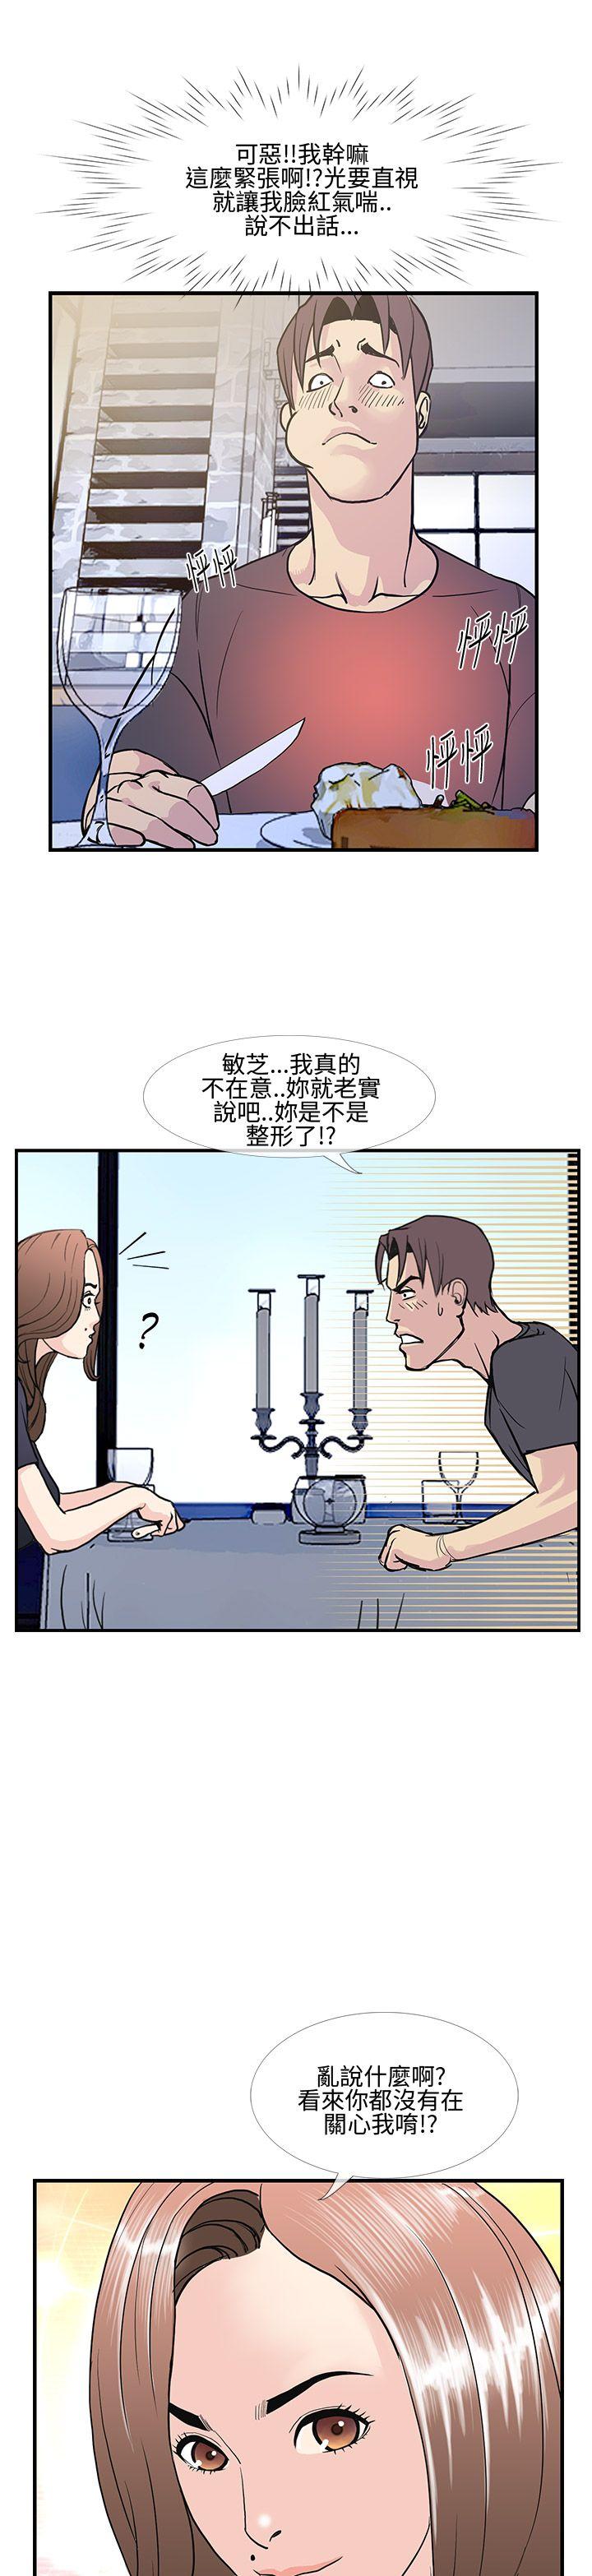 可惡!!我幹嘛
這麼緊張啊!?光要直視
就讓我臉紅氣喘..
說不出話...
怦怦
怦怦
怦怦
敏芝...我真的
不在意..妳就老實
說吧..妳是不是
整形了!?
?
亂說什麼啊?
看來你都沒有在
關心我唷!?